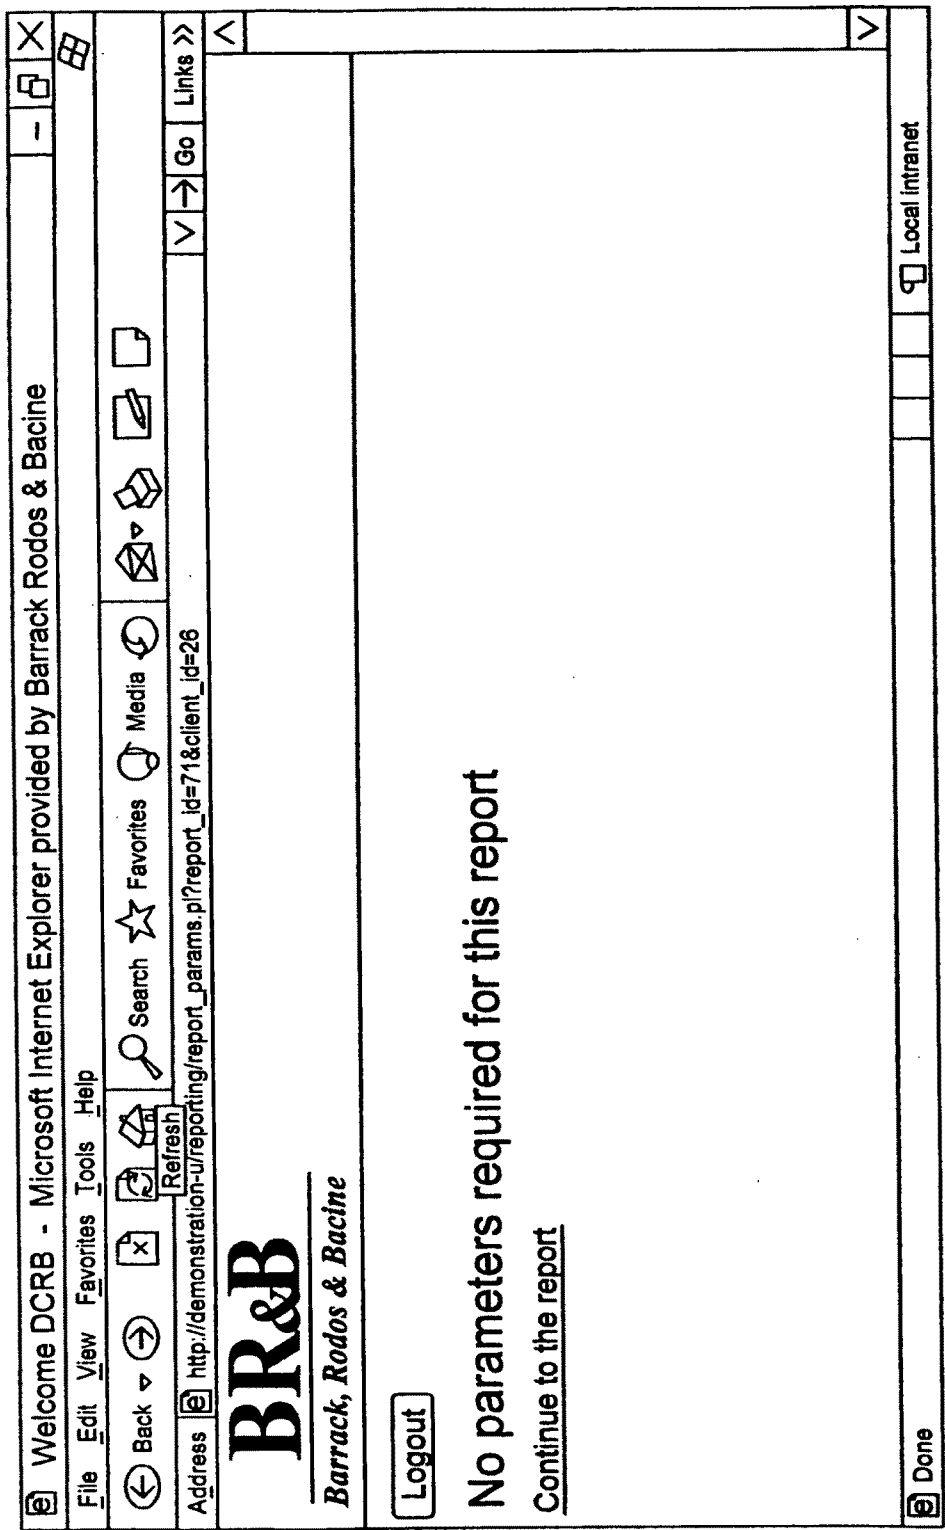 Welcome DCRB - Microsoft Internet Explorer provided by Barrack Rodos & Bacine
File Edit View Favorites Tools Help
Back Search Favorites Media
Refresh
Address http://demonstration-u/reporting/report_params.pl?report_id=71&client_id=26 Go Links >>
BR&B
Barrack, Rodos & Bacine
Logout
No parameters required for this report
Continue to the report
Done Local intranet